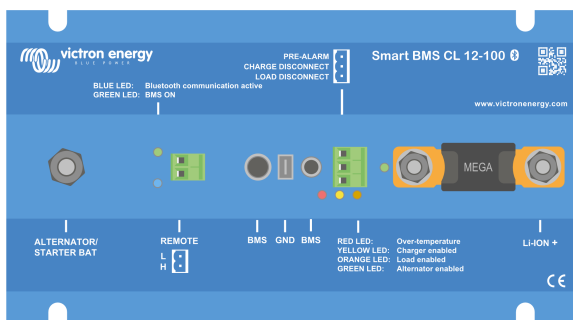 victron energy
BLUE POWER
PRE-ALARM
CHARGE DISCONNECT
LOAD DISCONNECT
Smart BMS CL 12-100
BLUE LED: Bluetooth communication active
GREEN LED: BMS ON
www.victronenergy.com
MEGA
ALTERNATOR/
STARTER BAT
REMOTE
L
H
BMS GND BMS
RED LED: Over-temperature
YELLOW LED: Charger enabled
ORANGE LED: Load enabled
GREEN LED: Alternator enabled
Li-ION +
CE